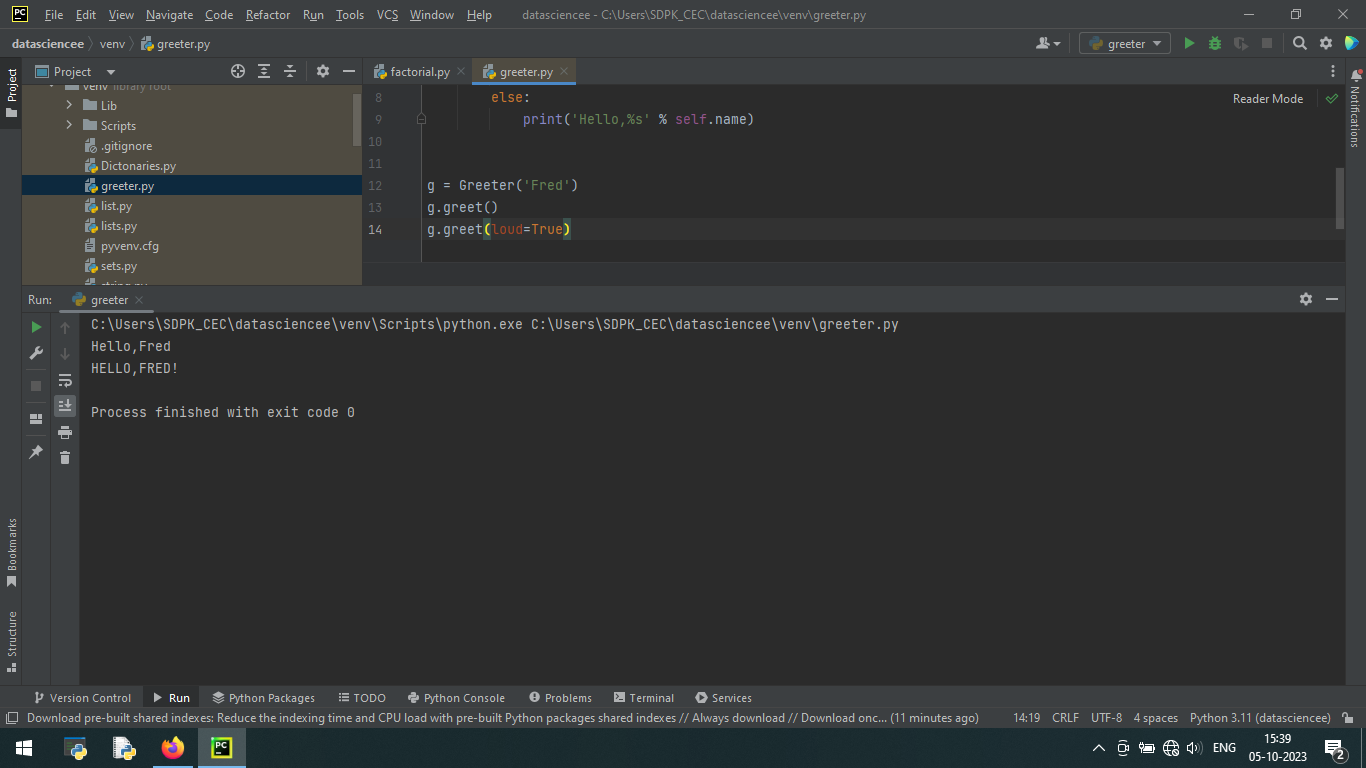 PC File Edit View Navigate Code Refactor Run Tools VCS Window Help datasciencee - C:\Users\SDPK_CEC\datasciencee\venv\greeter.py
datasciencee venv greeter.py greeter
Project Project factorial.py greeter.py
venv library root
Lib
Scripts
.gitignore
Dictonaries.py
greeter.py
list.py
lists.py
pyvenv.cfg
sets.py
string.py
8 else: Reader Mode
9 print('Hello,%s' % self.name)
10
11
12 g = Greeter('Fred')
13 g.greet()
14 g.greet(loud=True)
Notifications
Run: greeter
C:\Users\SDPK_CEC\datasciencee\venv\Scripts\python.exe C:\Users\SDPK_CEC\datasciencee\venv\greeter.py
Hello,Fred
HELLO,FRED!
Process finished with exit code 0
Bookmarks
Structure
Version Control Run Python Packages TODO Python Console Problems Terminal Services
Download pre-built shared indexes: Reduce the indexing time and CPU load with pre-built Python packages shared indexes // Always download // Download onc... (11 minutes ago) 14:19 CRLF UTF-8 4 spaces Python 3.11 (datasciencee)
PC ENG 15:39
05-10-2023 2